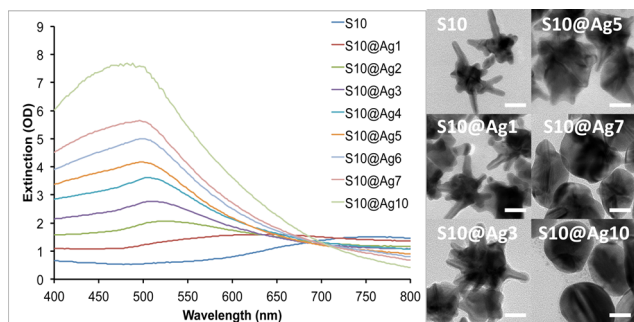 Extinction (OD)
9
8
7
6
5
4
3
2
1
0
400 450 500 550 600 650 700 750 800
Wavelength (nm)
S10
S10@Ag1
S10@Ag2
S10@Ag3
S10@Ag4
S10@Ag5
S10@Ag6
S10@Ag7
S10@Ag10
S10 S10@Ag5
S10@Ag1 S10@Ag7
S10@Ag3 S10@Ag10